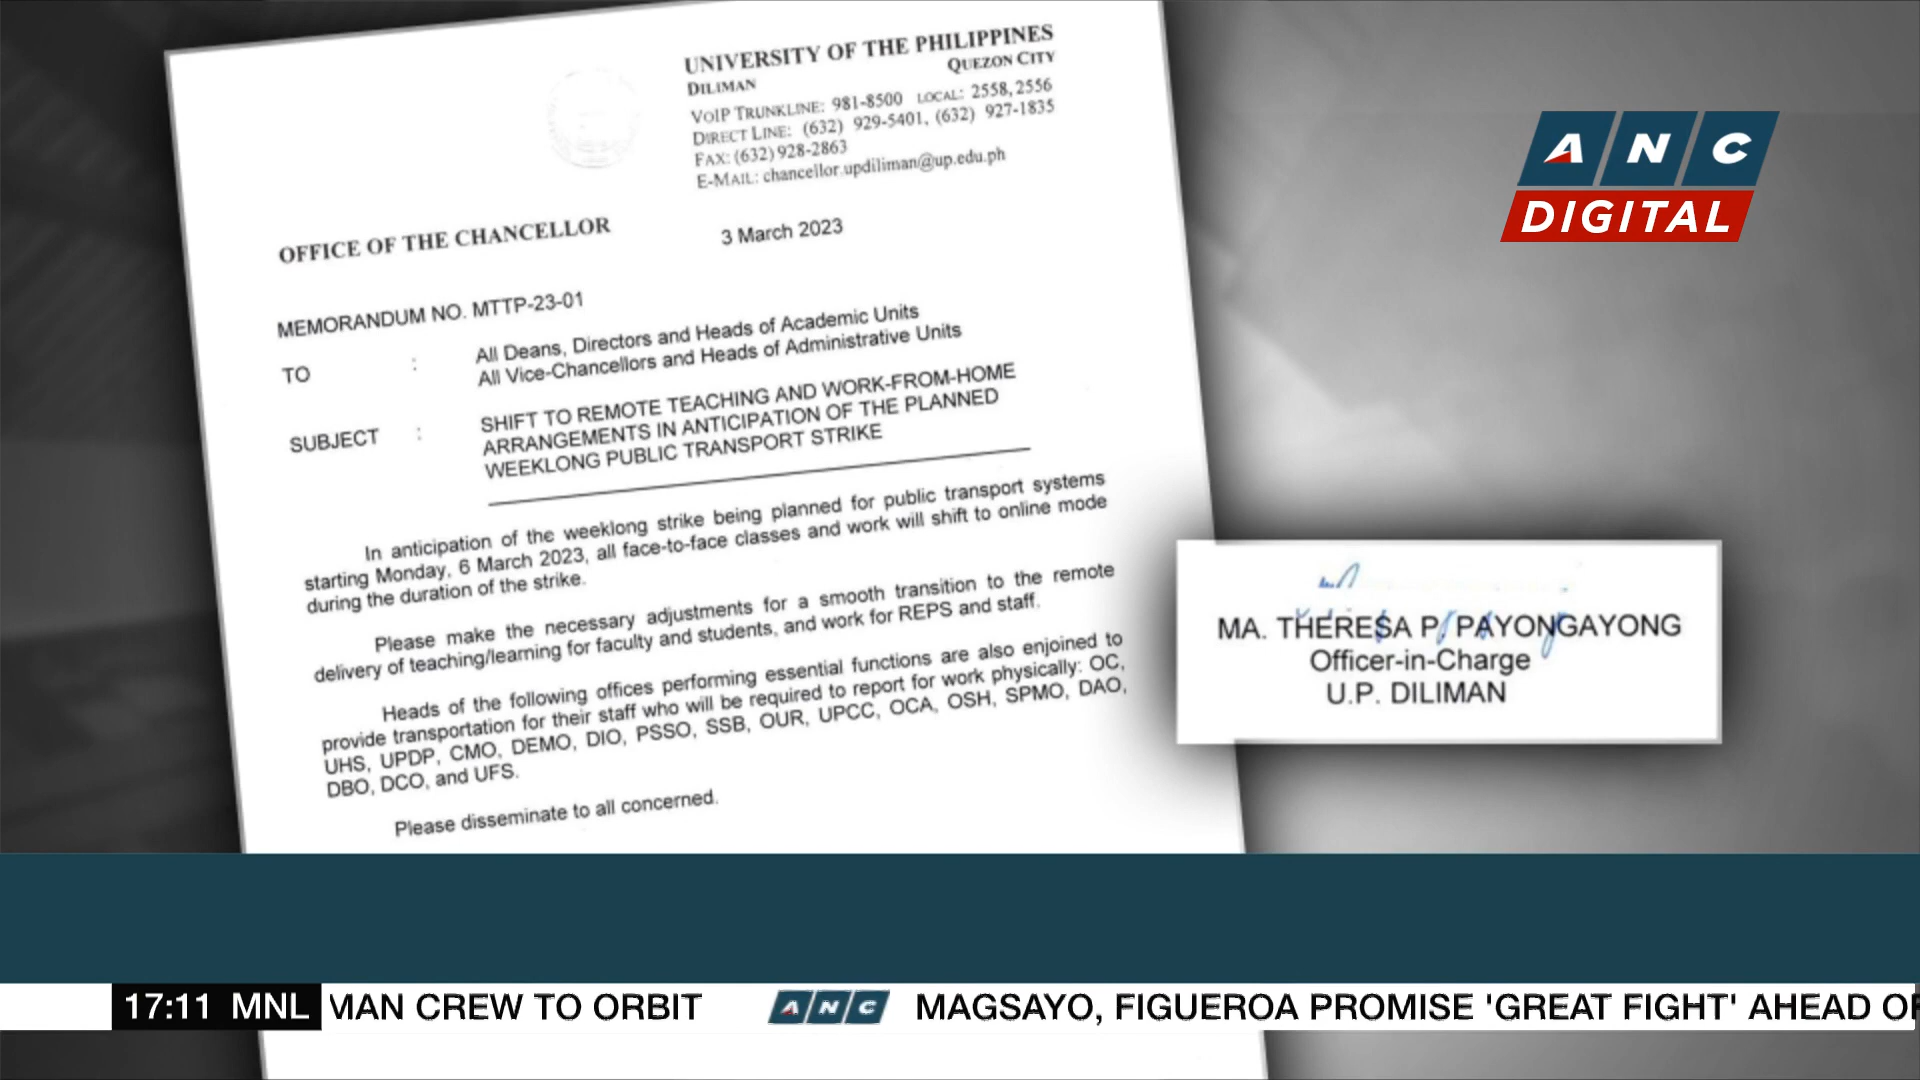 UNIVERSITY OF THE PHILIPPINES
DILIMAN QUEZON CITY
VOIP TRUNKLINE: 981-8500 LOCAL: 2558, 2556
DIRECT LINE: (632) 929-5401, (632) 927-1835
FAX: (632) 928-2863
E-MAIL: chancellor.updiliman@up.edu.ph
OFFICE OF THE CHANCELLOR
3 March 2023
MEMORANDUM NO. MTTP-23-01
TO : All Deans, Directors and Heads of Academic Units
All Vice-Chancellors and Heads of Administrative Units
SUBJECT : SHIFT TO REMOTE TEACHING AND WORK-FROM-HOME
ARRANGEMENTS IN ANTICIPATION OF THE PLANNED
WEEKLONG PUBLIC TRANSPORT STRIKE
In anticipation of the weeklong strike being planned for public transport systems
starting Monday, 6 March 2023, all face-to-face classes and work will shift to online mode
during the duration of the strike.
Please make the necessary adjustments for a smooth transition to the remote
delivery of teaching/learning for faculty and students, and work for REPS and staff.
Heads of the following offices performing essential functions are also enjoined to
provide transportation for their staff who will be required to report for work physically: OC,
UHS, UPDP, CMO, DEMO, DIO, PSSO, SSB, OUR, UPCC, OCA, OSH, SPMO, DAO,
DBO, DCO, and UFS.
Please disseminate to all concerned.
ANC
DIGITAL
MA. THERESA P. PAYONGAYONG
Officer-in-Charge
U.P. DILIMAN
17:11 MNL MAN CREW TO ORBIT ANC MAGSAYO, FIGUEROA PROMISE 'GREAT FIGHT' AHEAD OF